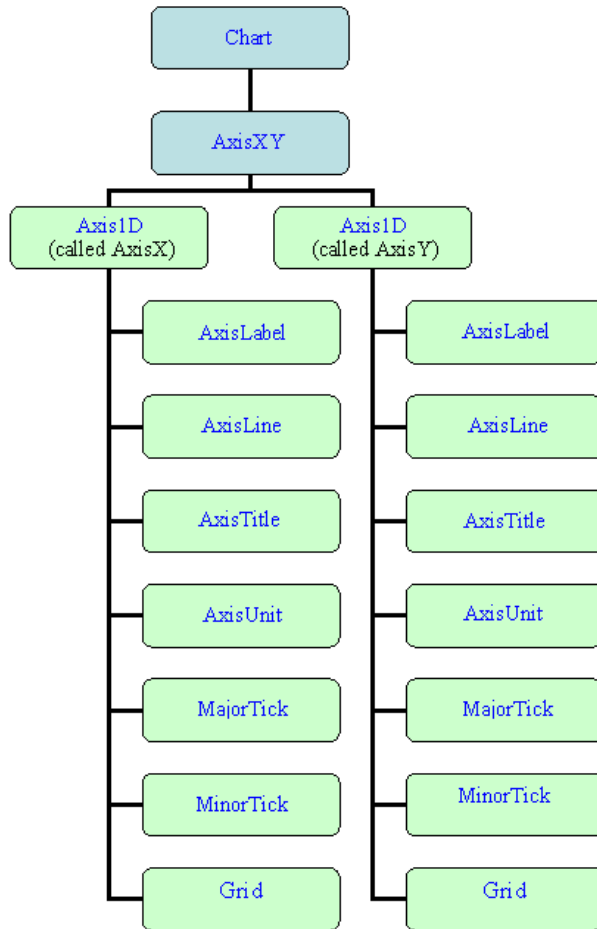 Chart
AxisXY
Axis1D
(called AxisX)
Axis1D
(called AxisY)
AxisLabel
AxisLabel
AxisLine
AxisLine
AxisTitle
AxisTitle
AxisUnit
AxisUnit
MajorTick
MajorTick
MinorTick
MinorTick
Grid
Grid